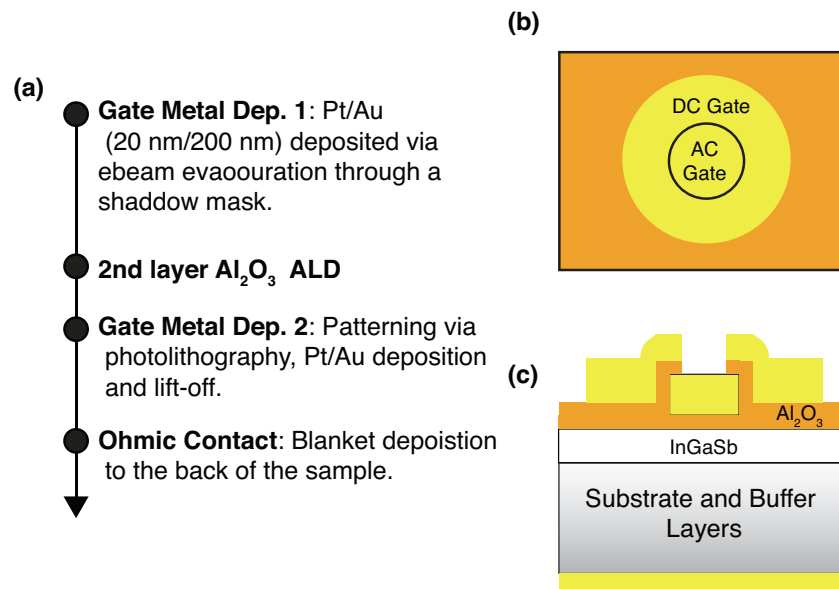 (a)
Gate Metal Dep. 1: Pt/Au
(20 nm/200 nm) deposited via
ebeam evaoouration through a
shaddow mask.
2nd layer Al₂O₃ ALD
Gate Metal Dep. 2: Patterning via
photolithography, Pt/Au deposition
and lift-off.
Ohmic Contact: Blanket depoistion
to the back of the sample.
(b)
DC Gate
AC
Gate
(c)
Al₂O₃
InGaSb
Substrate and Buffer
Layers